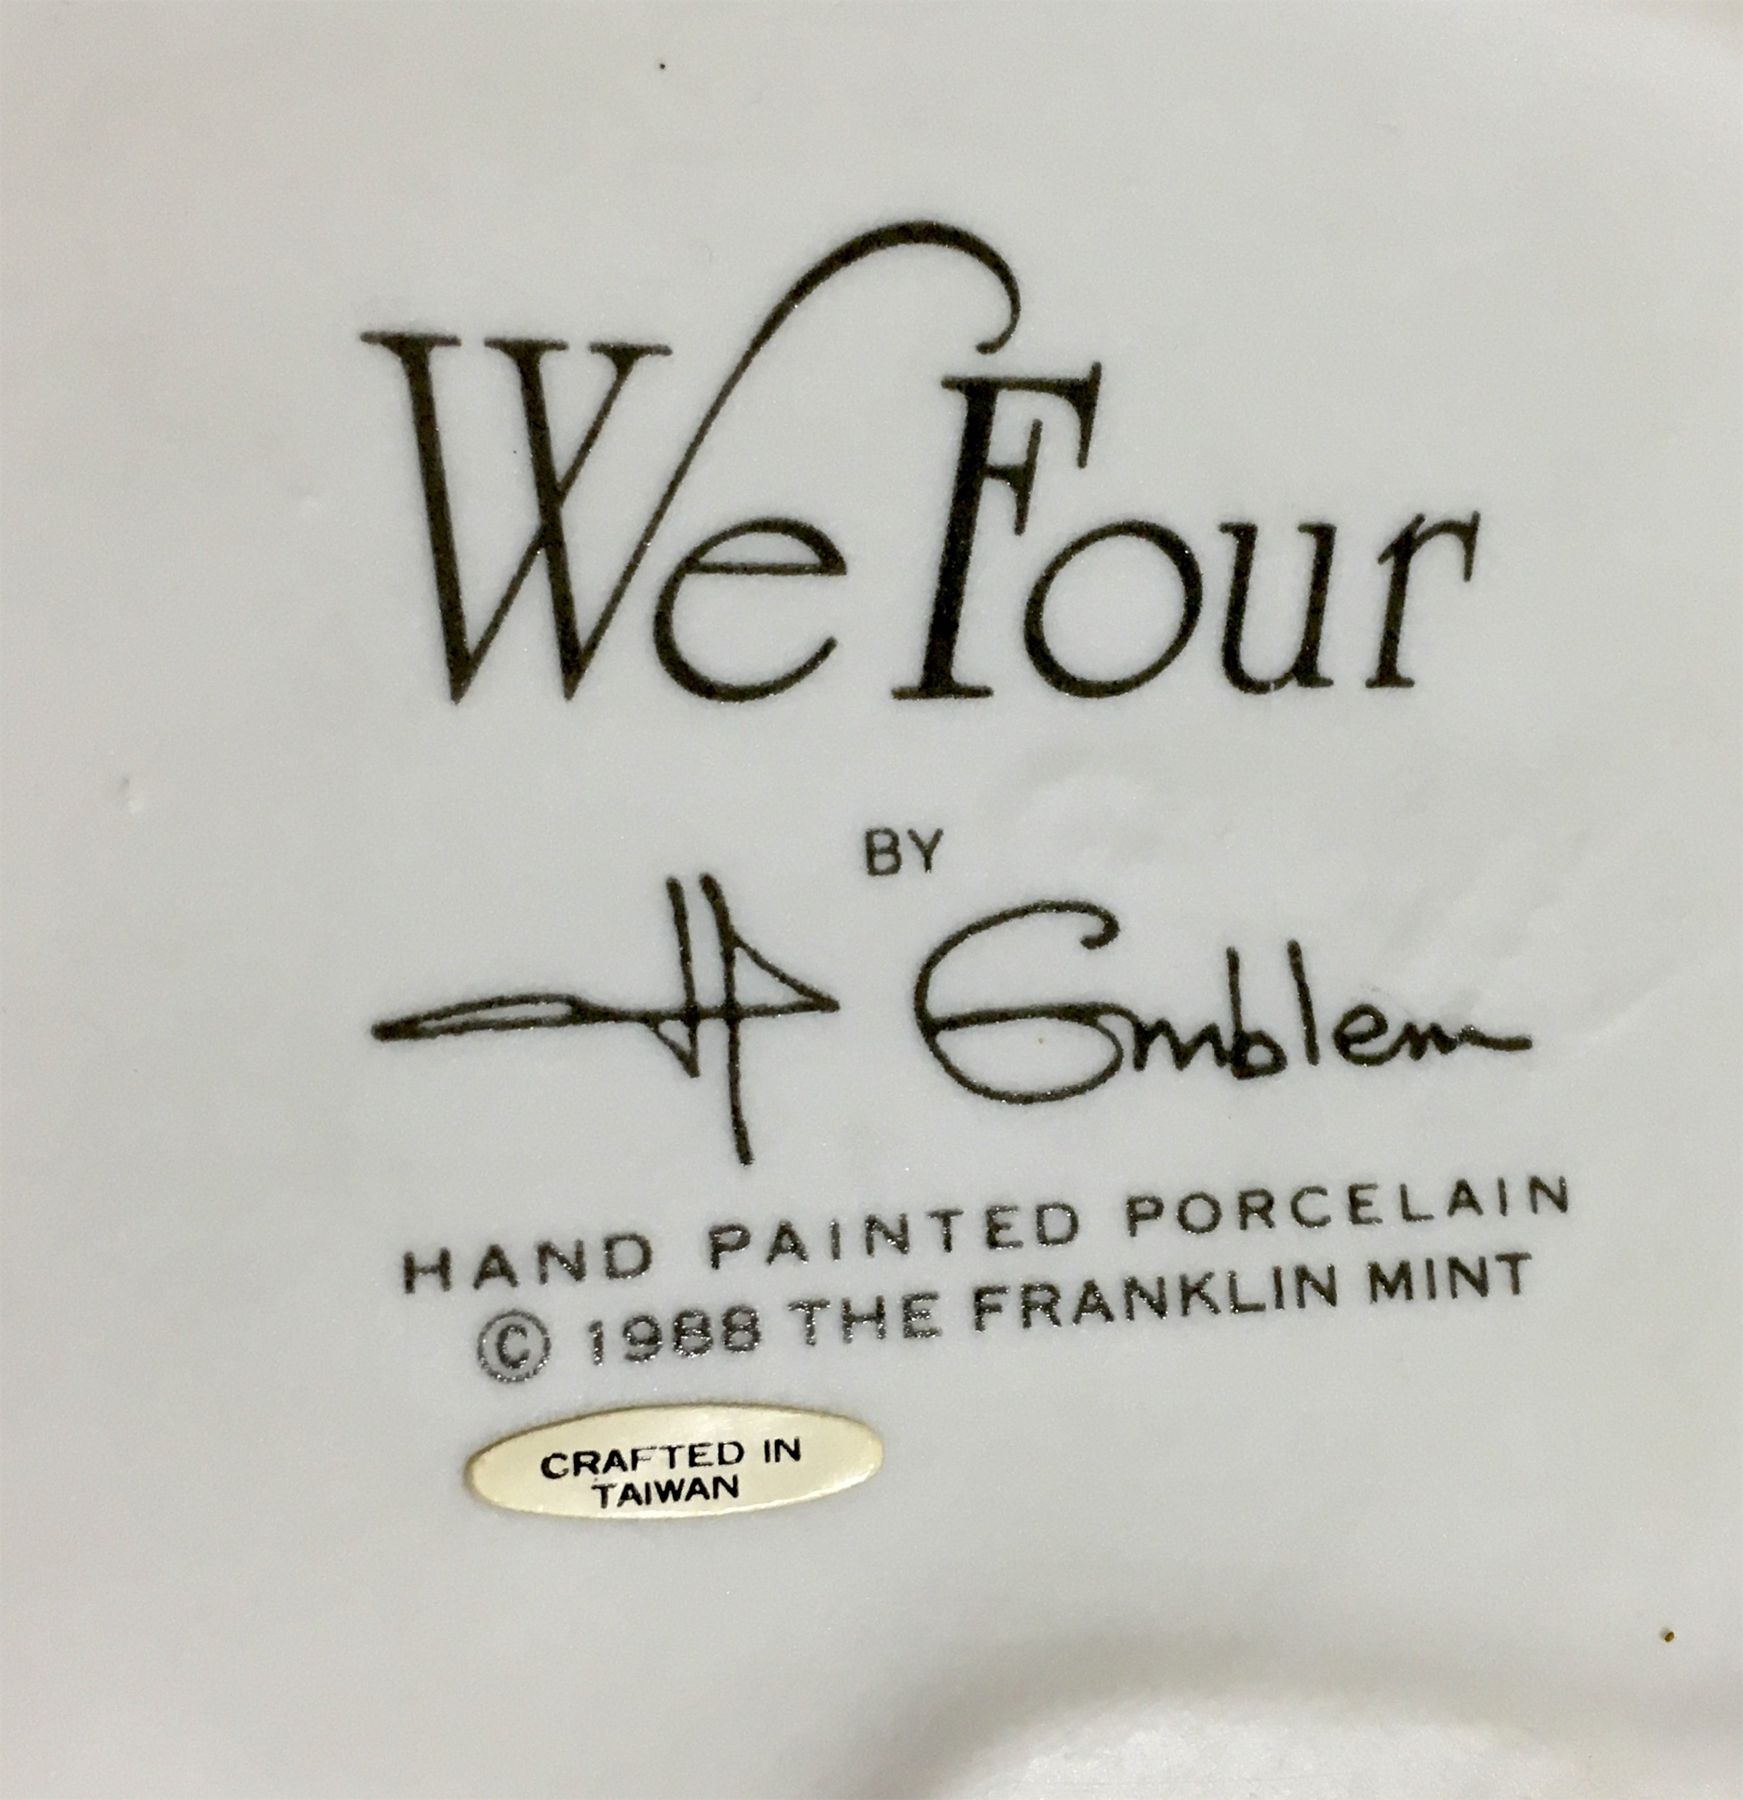 We Four
BY
Emblem
HAND PAINTED PORCELAIN
© 1988 THE FRANKLIN MINT
CRAFTED IN
TAIWAN